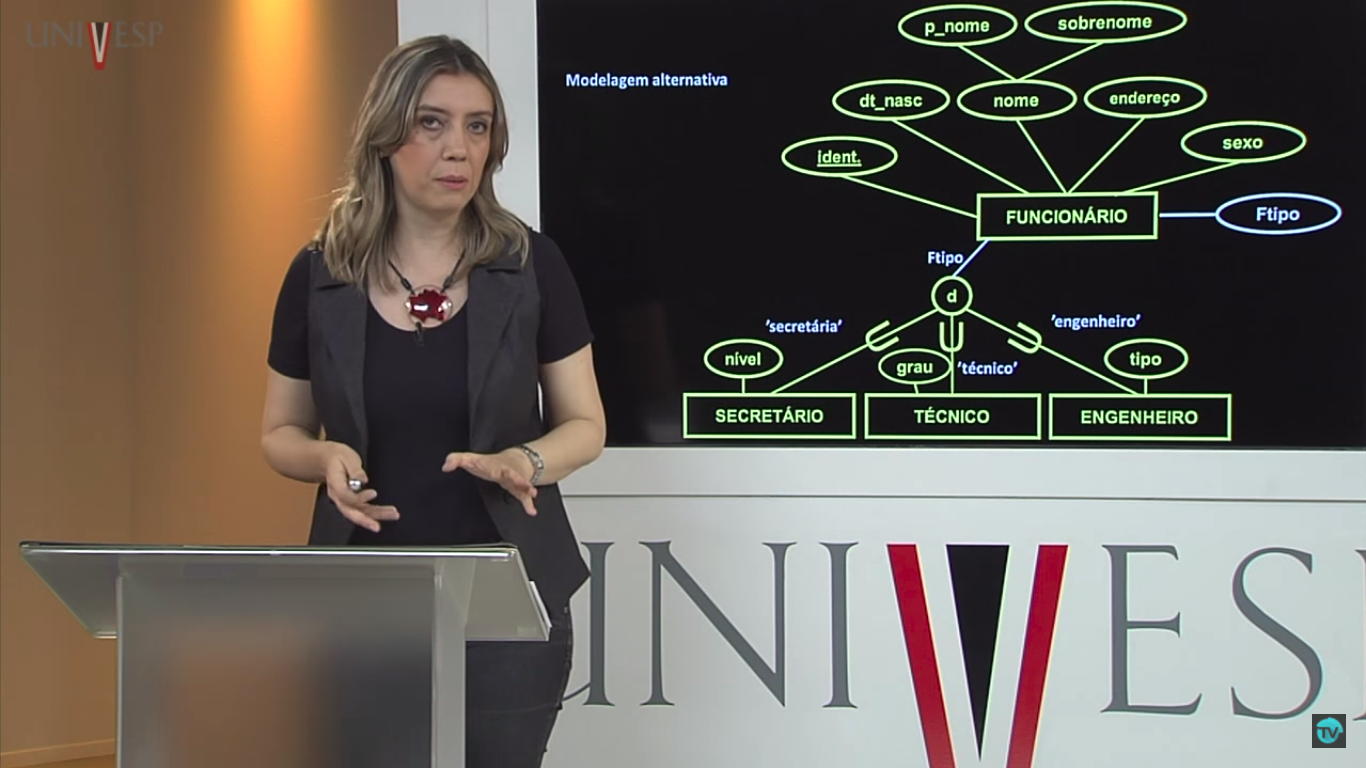 UNIVESP
p_nome
sobrenome
Modelagem alternativa
dt_nasc
nome
endereço
ident.
sexo
FUNCIONÁRIO
Ftipo
Ftipo
d
'secretária'
'engenheiro'
nível
grau
'técnico'
tipo
SECRETÁRIO
TÉCNICO
ENGENHEIRO
UNIVESP
TV